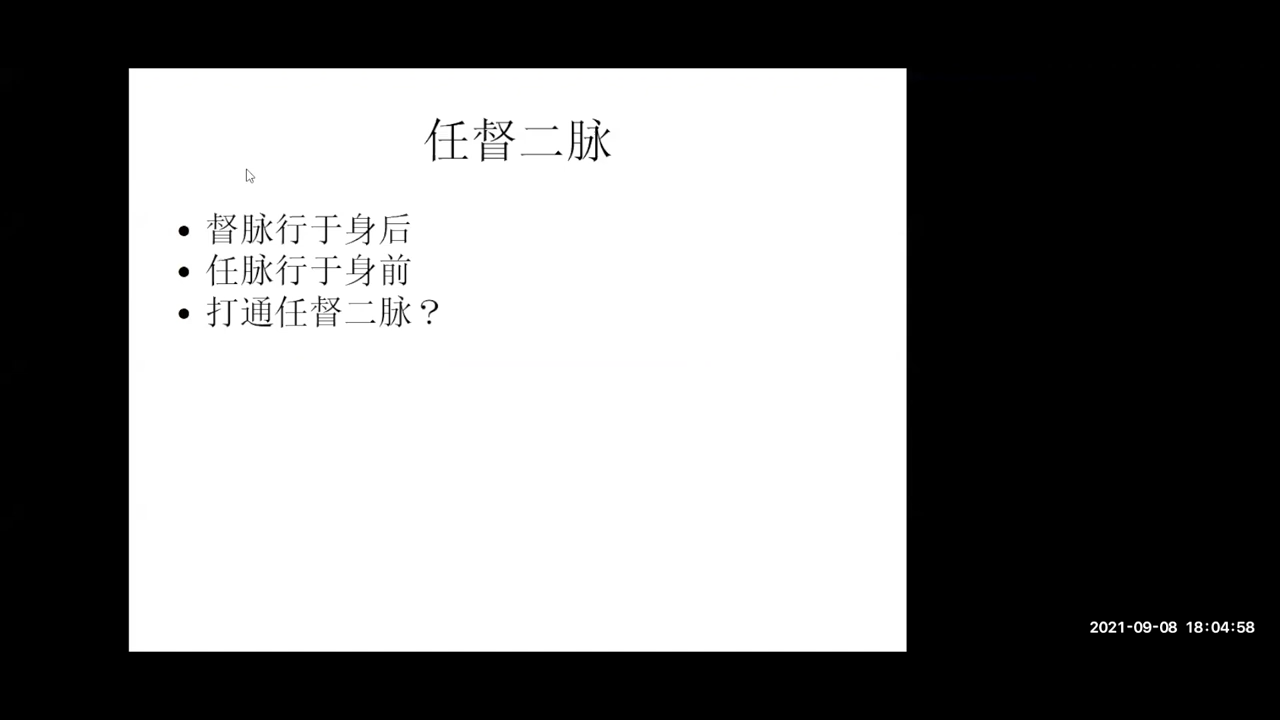 任督二脉
• 督脉行于身后
• 任脉行于身前
• 打通任督二脉？
2021-09-08 18:04:58